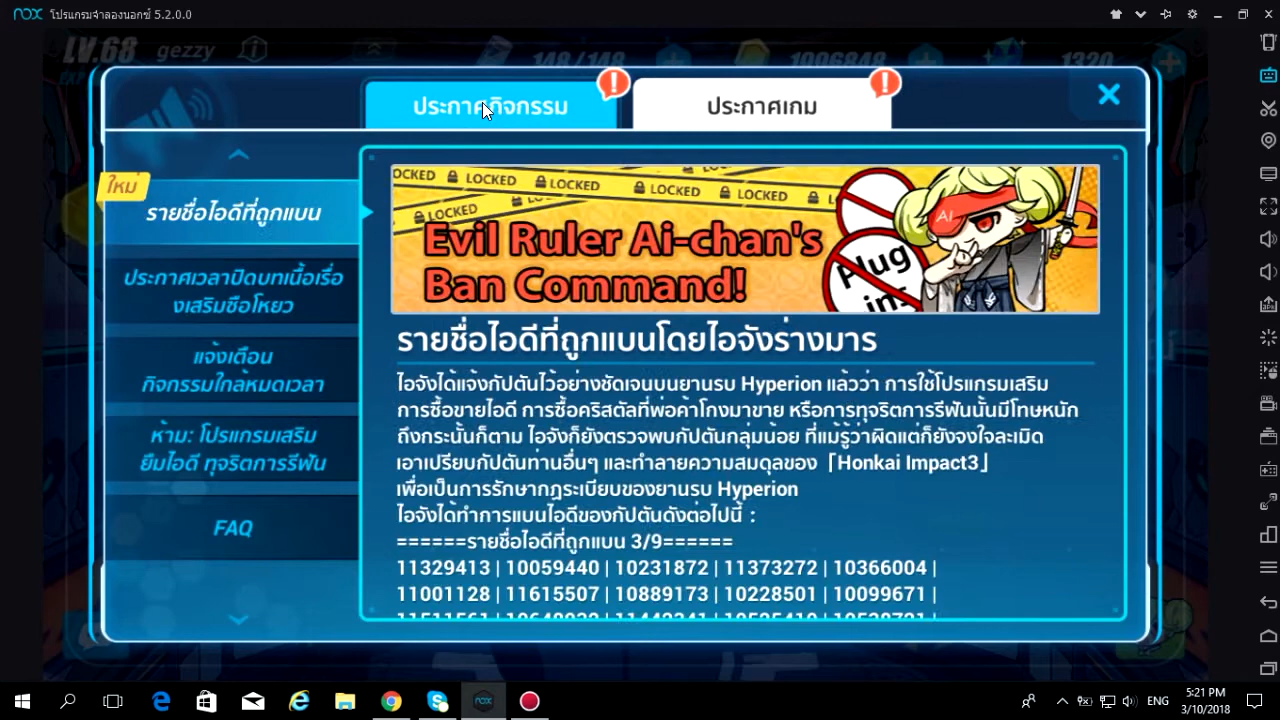 nox โปรแกรมจำลองนอกซ์ 5.2.0.0
LV.68 gezzy 148/148 1006848 1320
EXP
ประกาศกิจกรรม
ประกาศเกม
ใหม่
รายชื่อไอดีที่ถูกแบน
ประกาศเวลาปิดบทเนื้อเรื่อ
งเสริมซือโหยว
แจ้งเตือน
กิจกรรมใกล้หมดเวลา
ห้าม: โปรแกรมเสริม
ยืมไอดี ทุจริตการรีฟัน
FAQ
OCKED LOCKED LOCKED LOCKED LOCKED LO
LOCKED LO
AI
Evil Ruler Ai-chan's
Ban Command!
Plug
ins
รายชื่อไอดีที่ถูกแบนโดยไอจังร่างมาร
ไอจังได้แจ้งกัปตันไว้อย่างชัดเจนบนยานรบ Hyperion แล้วว่า การใช้โปรแกรมเสริม
การซื้อขายไอดี การซื้อคริสตัลที่พ่อค้าโกงมาขาย หรือการทุจริตการรีฟันนั้นมีโทษหนัก
ถึงกระนั้นก็ตาม ไอจังก็ยังตรวจพบกัปตันกลุ่มน้อย ที่แม้รู้ว่าผิดแต่ก็ยังจงใจละเมิด
เอาเปรียบกัปตันท่านอื่นๆ และทำลายความสมดุลของ「Honkai Impact3」
เพื่อเป็นการรักษากฎระเบียบของยานรบ Hyperion
ไอจังได้ทำการแบนไอดีของกัปตันดังต่อไปนี้ :
======รายชื่อไอดีที่ถูกแบน 3/9======
11329413 | 10059440 | 10231872 | 11373272 | 10366004 |
11001128 | 11615507 | 10889173 | 10228501 | 10099671 |
ENG
5:21 PM
3/10/2018
nox